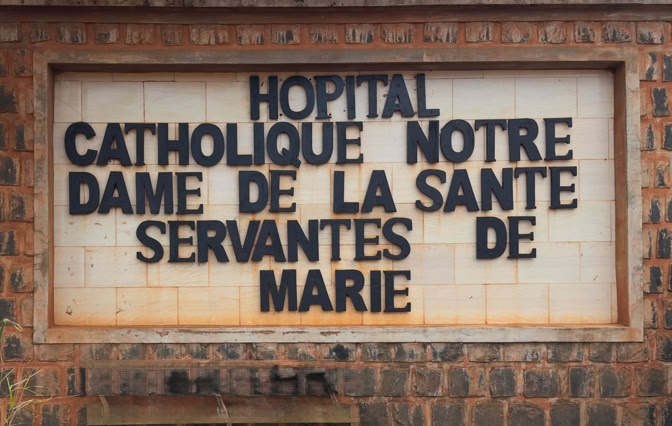 HOPITAL
CATHOLIQUE NOTRE
DAME DE LA SANTE
SERVANTES DE
MARIE